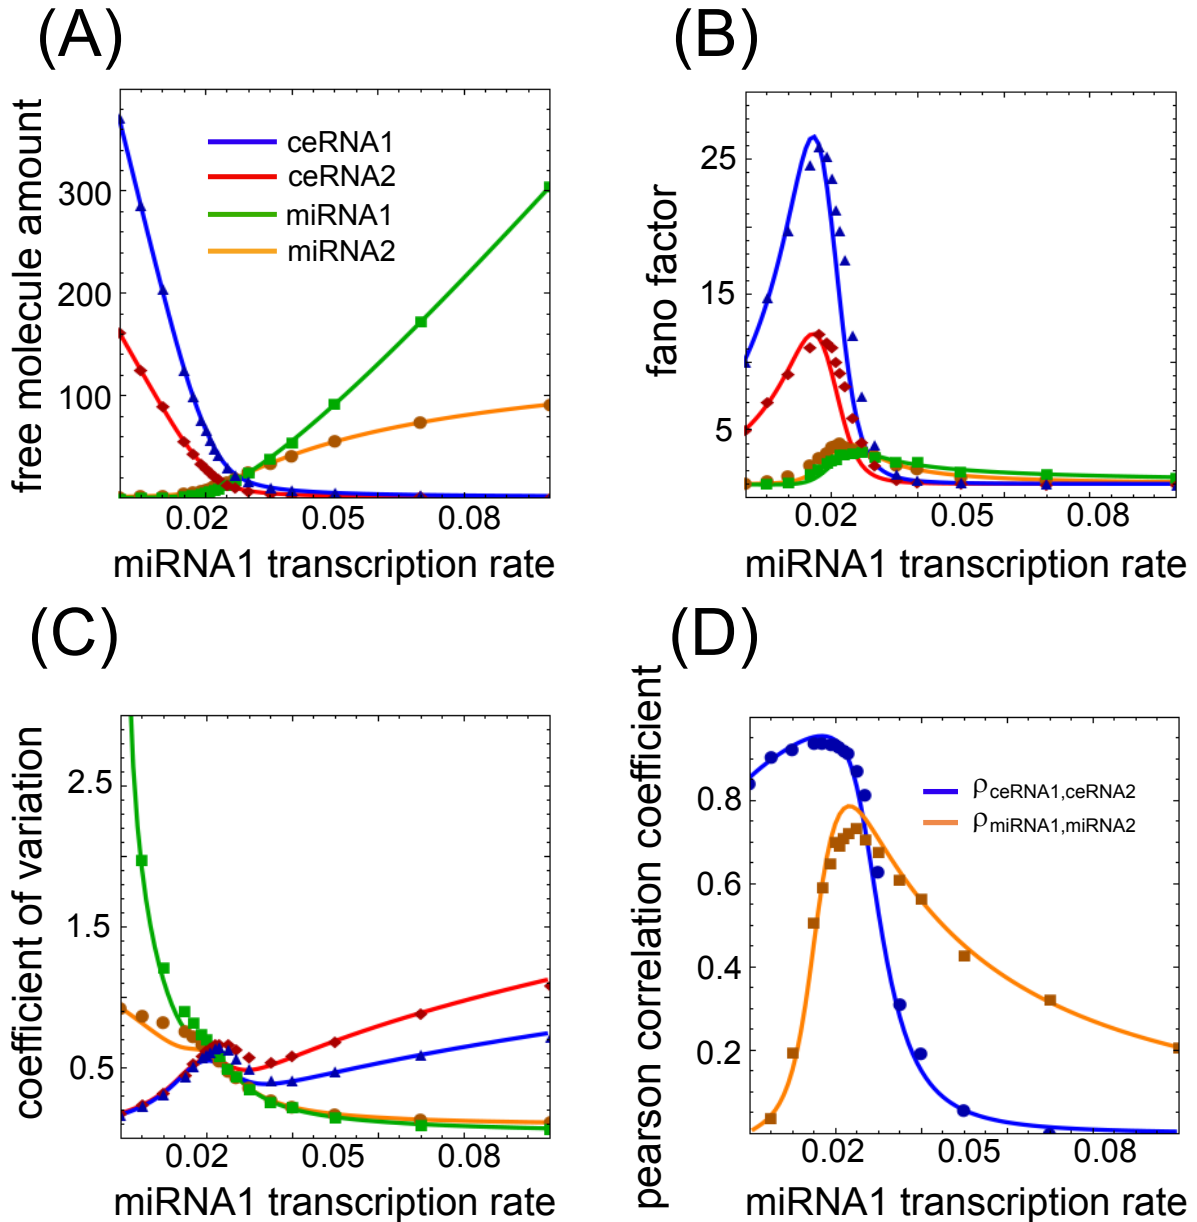 (A)
free molecule amount
300
200
100
ceRNA1
ceRNA2
miRNA1
miRNA2
0.02 0.05 0.08
miRNA1 transcription rate
(B)
fano factor
25
15
5
0.02 0.05 0.08
miRNA1 transcription rate
(C)
coefficient of variation
2.5
1.5
0.5
0.02 0.05 0.08
miRNA1 transcription rate
(D)
pearson correlation coefficient
0.8
0.6
0.4
0.2
ρceRNA1,ceRNA2
ρmiRNA1,miRNA2
0.02 0.05 0.08
miRNA1 transcription rate